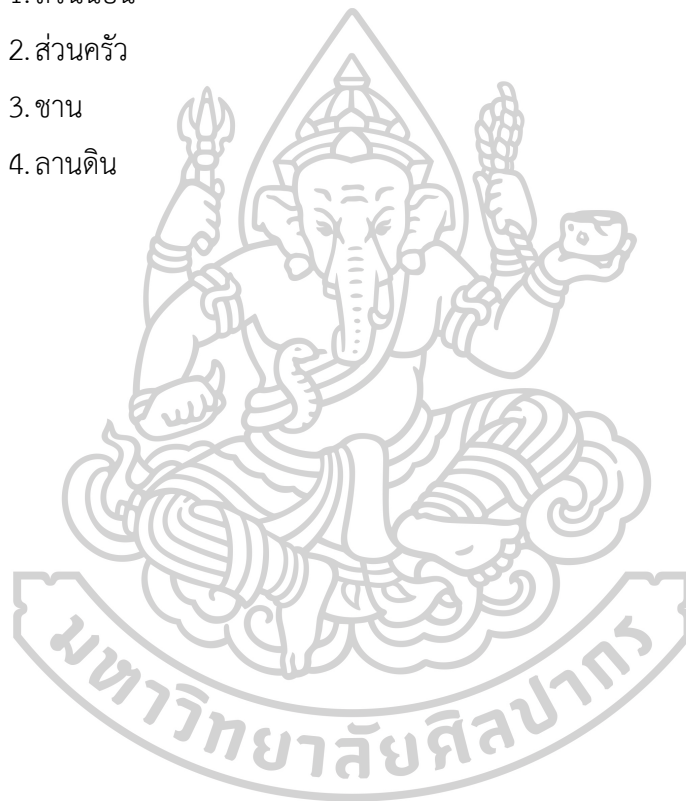 2. ส่วนครัว
3. ชาน
4. ลานดิน
มหาวิทยาลัยศิลปากร